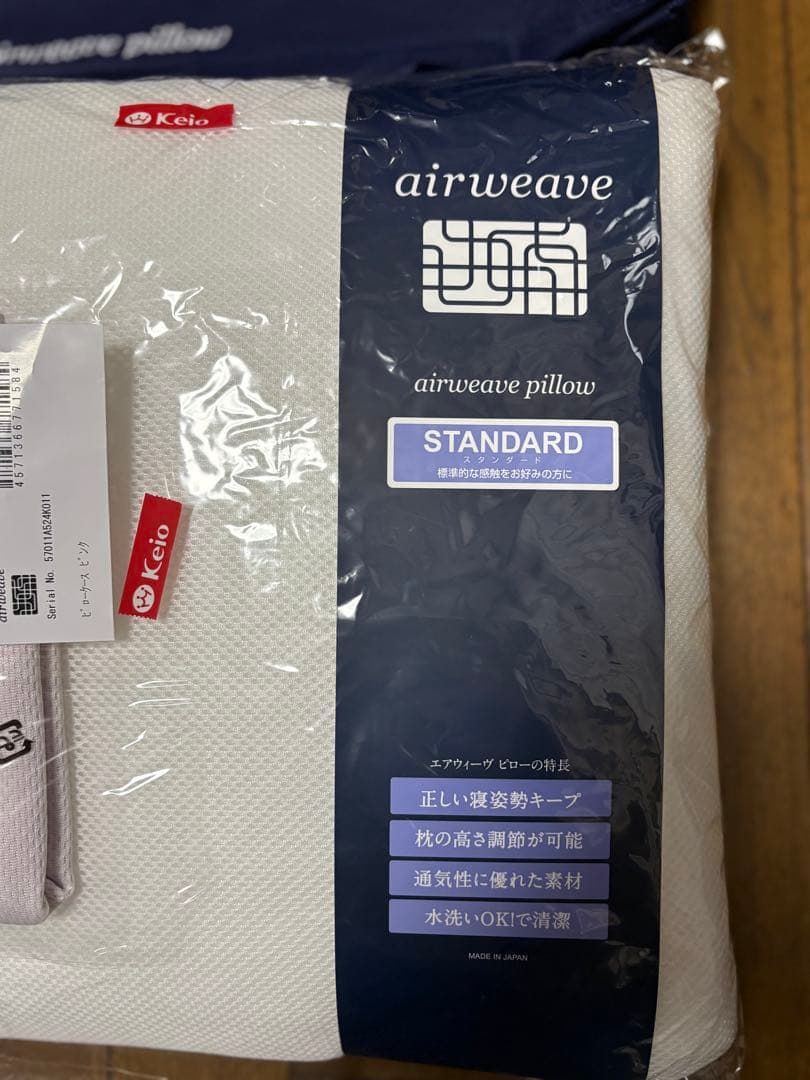 airweave pillow
Keio
airweave
airweave pillow
STANDARD
スタンダード
標準的な感触をお好みの方に
4571366771584
Keio
airweave
Serial No. 57011A524K011
ピローケース ピンク
エアウィーヴ ピローの特長
正しい寝姿勢キープ
枕の高さ調節が可能
通気性に優れた素材
水洗いOK!で清潔
MADE IN JAPAN